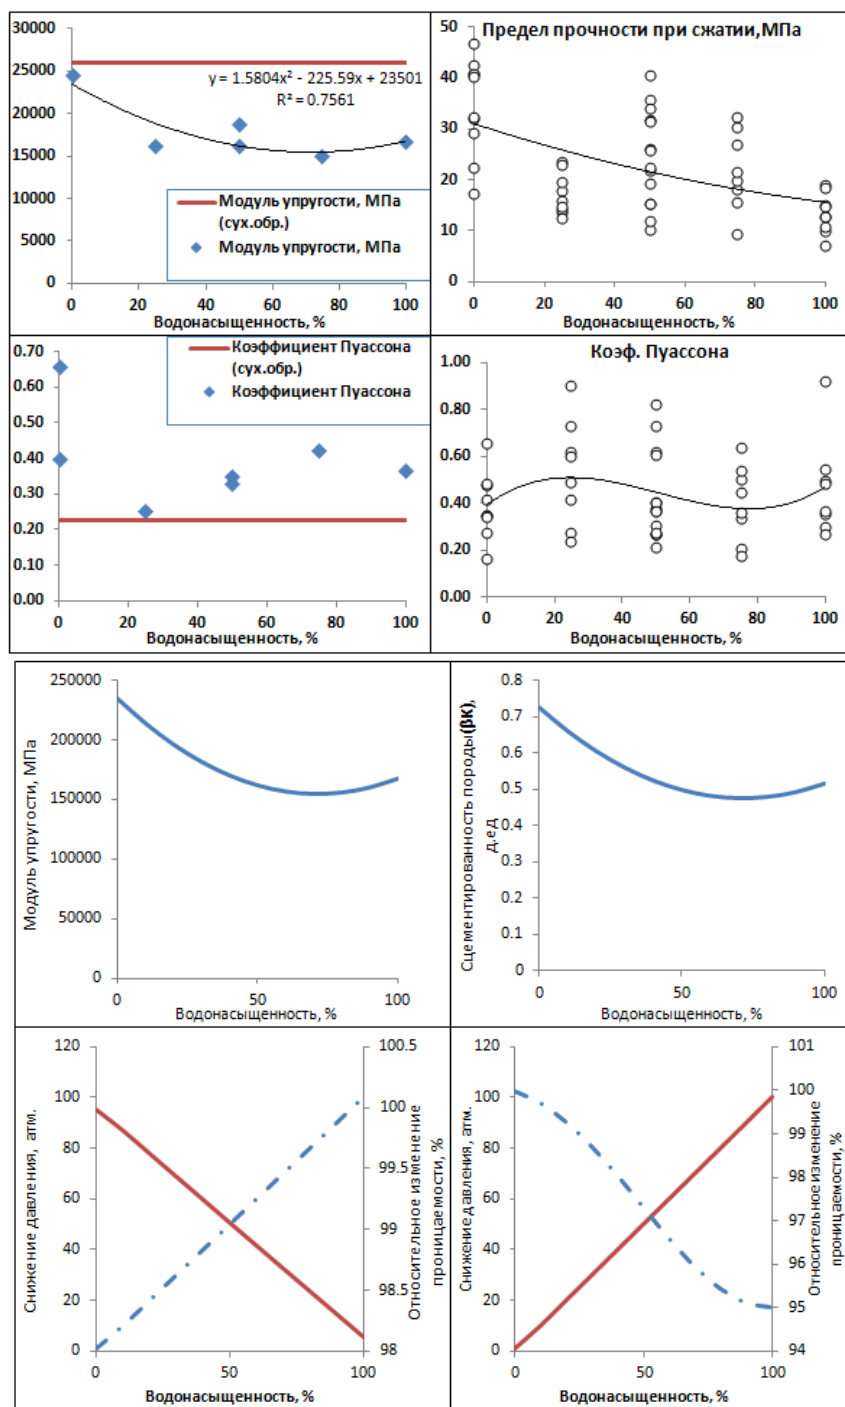 30000
25000
20000
15000
10000
5000
0
y = 1.5804x² - 225.59x + 23501
R² = 0.7561
Модуль упругости, МПа
(сух.обр.)
Модуль упругости, МПа
0 20 40 60 80 100
Водонасыщенность, %
Предел прочности при сжатии,МПа
50
40
30
20
10
0
0 20 40 60 80 100
Водонасыщенность, %
0.70
0.60
0.50
0.40
0.30
0.20
0.10
0.00
Коэффициент Пуассона
(сух.обр.)
Коэффициент Пуассона
0 20 40 60 80 100
Водонасыщенность, %
Коэф. Пуассона
1.00
0.80
0.60
0.40
0.20
0.00
0 20 40 60 80 100
Водонасыщенность, %
Модуль упругости, МПа
250000
200000
150000
100000
50000
0
0 50 100
Водонасыщенность, %
Сцементированность породы(βК),
д.ед
0.8
0.7
0.6
0.5
0.4
0.3
0.2
0.1
0
0 50 100
Водонасыщенность, %
Снижение давления, атм.
120
100
80
60
40
20
0
100.5
100
99.5
99
98.5
98
Относительное изменение
проницаемости, %
0 50 100
Водонасыщенность, %
Снижение давления, атм.
120
100
80
60
40
20
0
101
100
99
98
97
96
95
94
Относительное изменение
проницаемости, %
0 50 100
Водонасыщенность, %